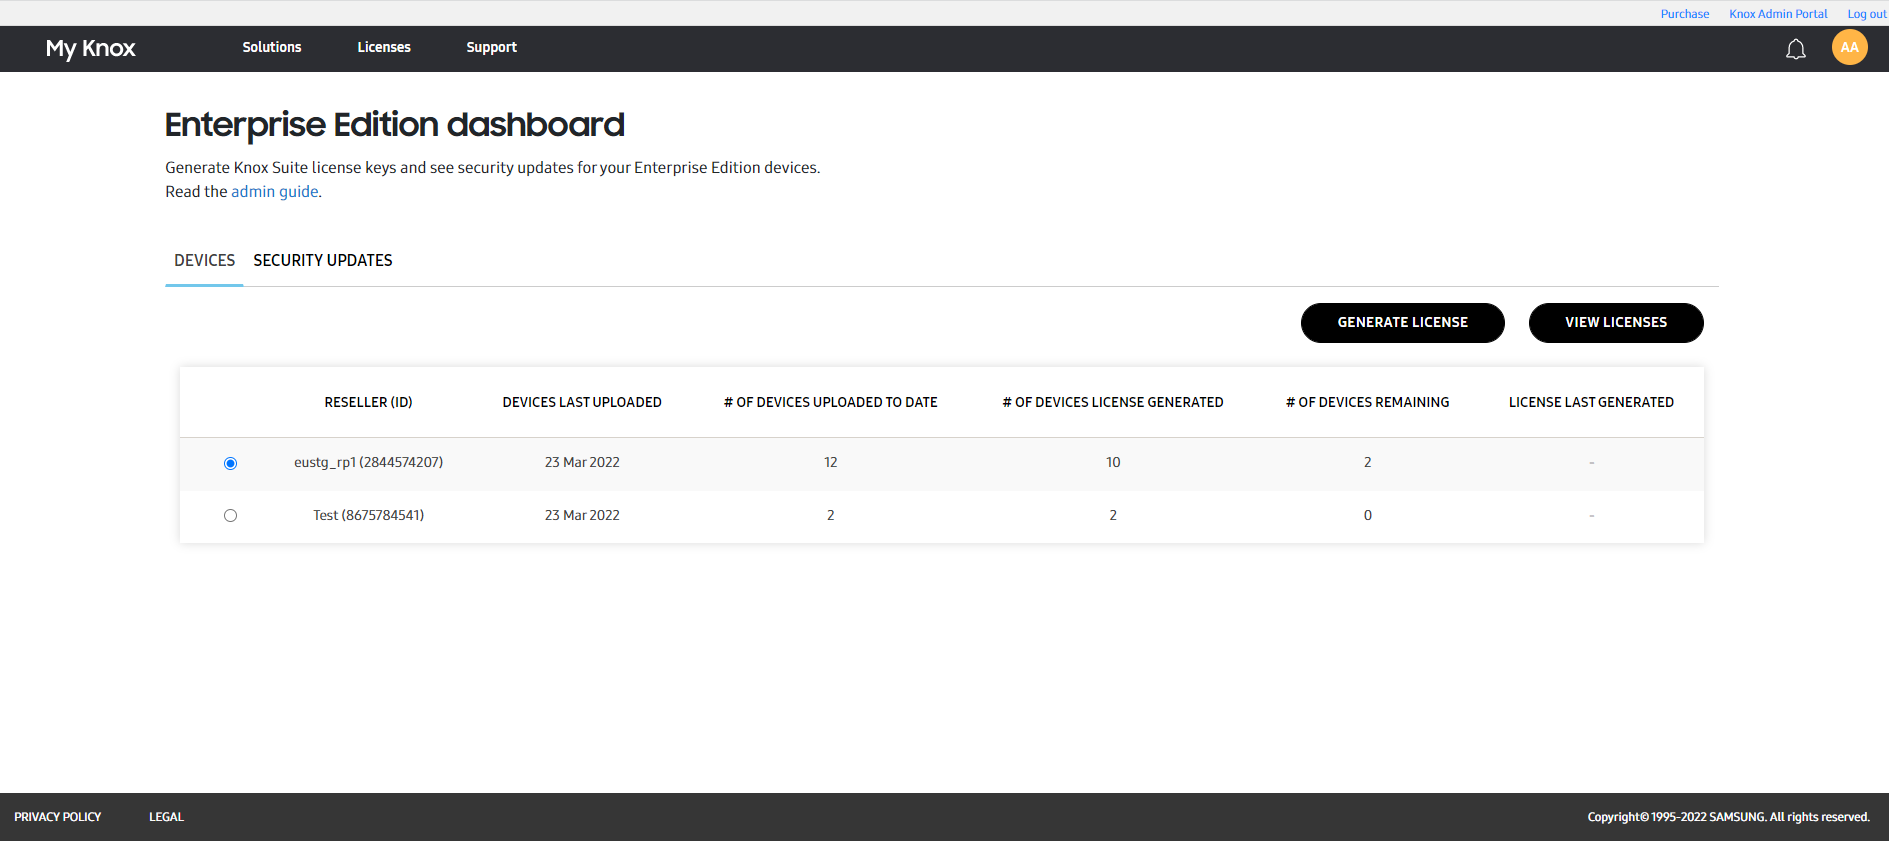 Purchase Knox Admin Portal Log out
My Knox Solutions Licenses Support AA
Enterprise Edition dashboard
Generate Knox Suite license keys and see security updates for your Enterprise Edition devices.
Read the admin guide.
DEVICES SECURITY UPDATES
GENERATE LICENSE VIEW LICENSES
RESELLER (ID) DEVICES LAST UPLOADED # OF DEVICES UPLOADED TO DATE # OF DEVICES LICENSE GENERATED # OF DEVICES REMAINING LICENSE LAST GENERATED
eustg_rp1 (2844574207) 23 Mar 2022 12 10 2 -
Test (8675784541) 23 Mar 2022 2 2 0 -
PRIVACY POLICY LEGAL Copyright© 1995-2022 SAMSUNG. All rights reserved.